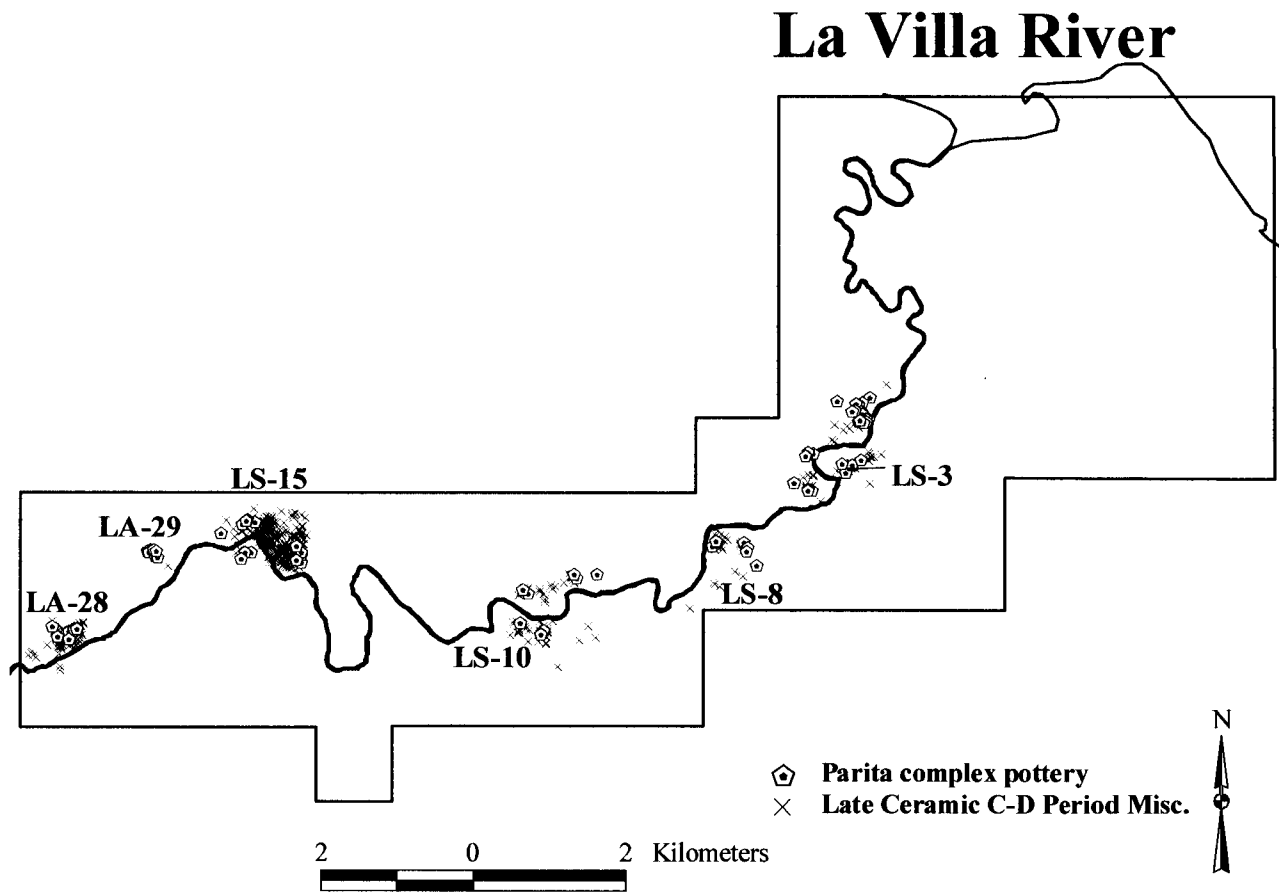 La Villa River
LS-15
LA-29
LS-3
LA-28
LS-8
LS-10
N
Parita complex pottery
Late Ceramic C-D Period Misc.
2 0 2 Kilometers